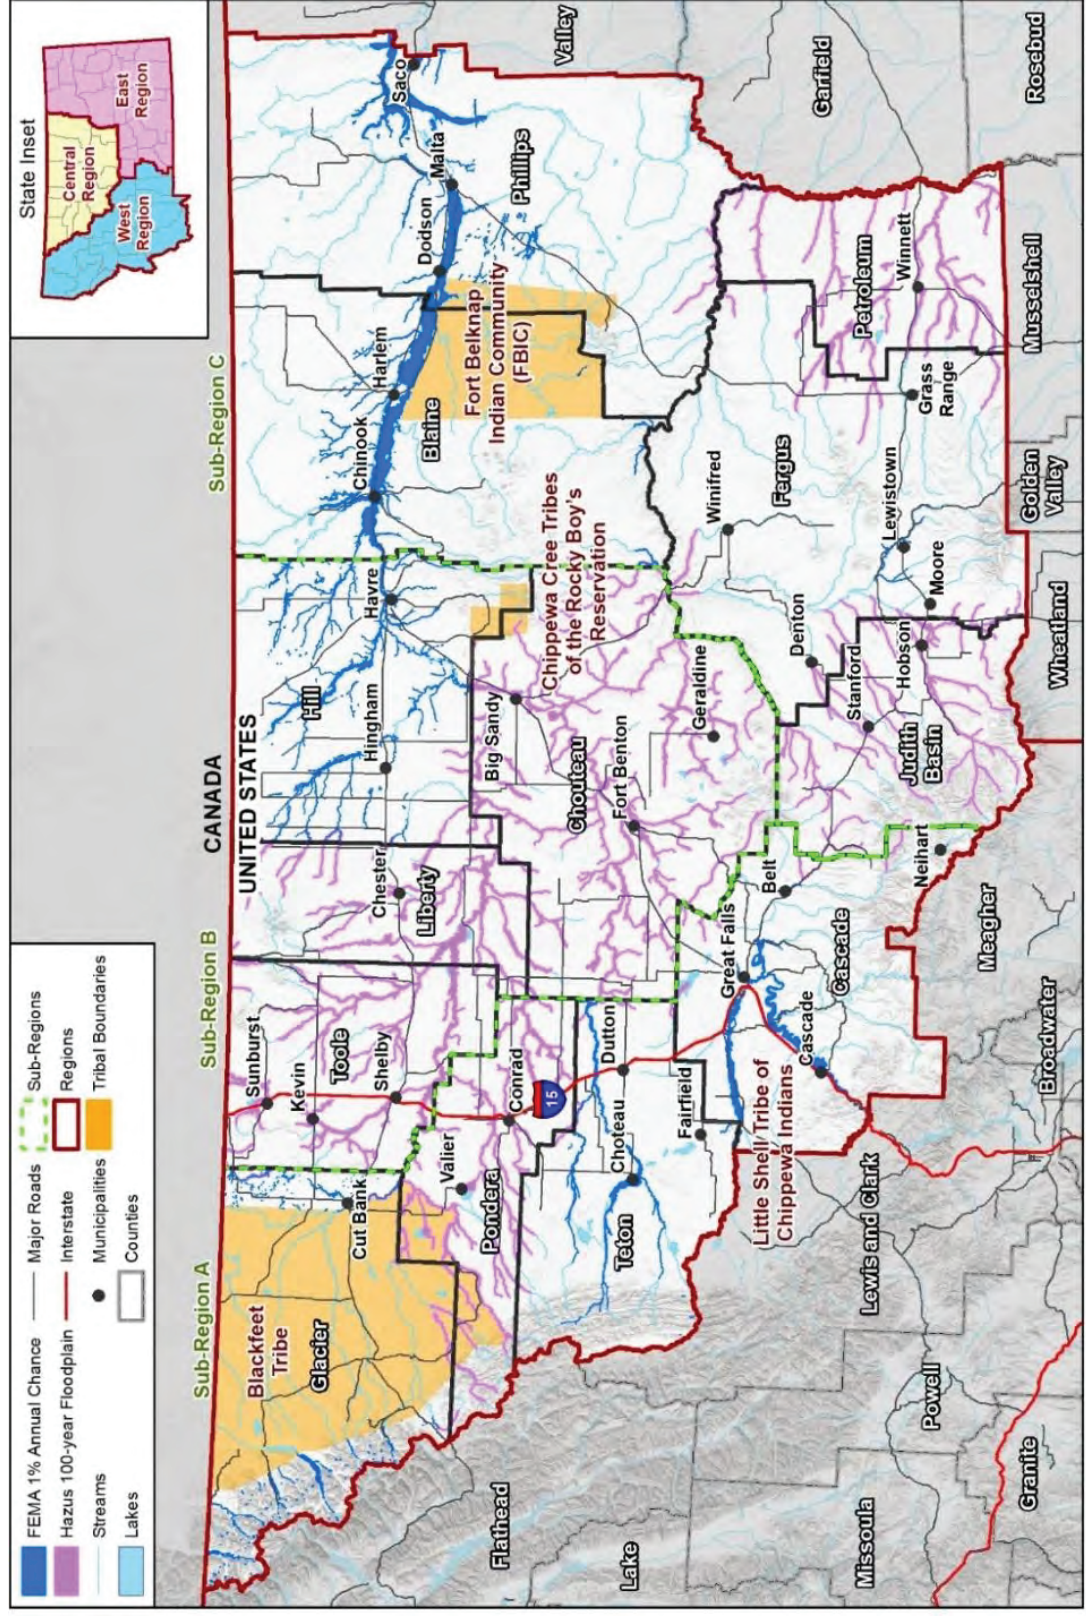 FEMA 1% Annual Chance
Hazus 100-year Floodplain
Streams
Lakes
Major Roads
Interstate
Municipalities
Counties
Sub-Regions
Regions
Tribal Boundaries
State Inset
West
Region
Central
Region
East
Region
Sub-Region A
Sub-Region B
Sub-Region C
CANADA
UNITED STATES
Blackfeet
Tribe
Glacier
Cut Bank
Sunburst
Kevin
Toole
Shelby
Chester
Liberty
Hill
Hingham
Havre
Chinook
Harlem
Blaine
Dodson
Malta
Saco
Phillips
Valley
Fort Belknap
Indian Community
(FBIC)
Valier
Pondera
Conrad
15
Big Sandy
Chippewa Cree Tribes
of the Rocky Boy's
Reservation
Chouteau
Fort Benton
Geraldine
Choteau
Teton
Dutton
Fairfield
Great Falls
Belt
Little Shell Tribe of
Chippewa Indians
Cascade
Cascade
Neihart
Denton
Stanford
Hobson
Judith
Basin
Winifred
Fergus
Lewistown
Moore
Grass
Range
Petroleum
Winnett
Garfield
Rosebud
Musselshell
Golden
Valley
Wheatland
Meagher
Broadwater
Lewis and Clark
Powell
Granite
Missoula
Lake
Flathead